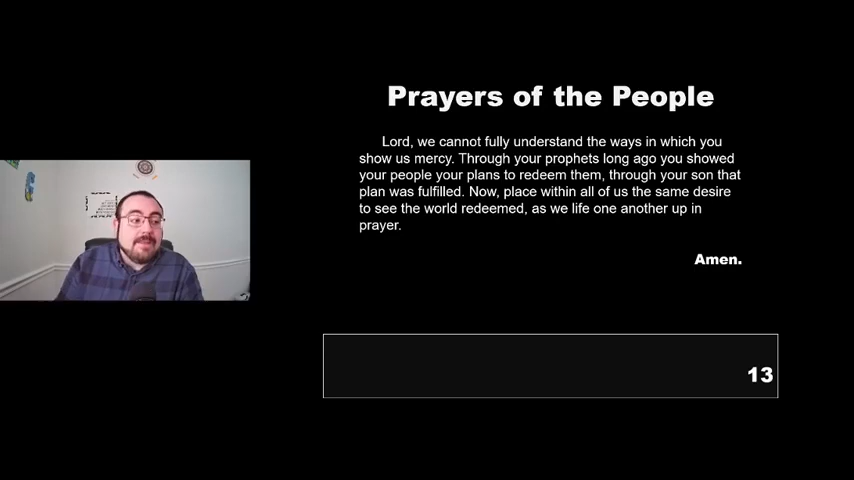 Prayers of the People
Lord, we cannot fully understand the ways in which you
show us mercy. Through your prophets long ago you showed
your people your plans to redeem them, through your son that
plan was fulfilled. Now, place within all of us the same desire
to see the world redeemed, as we life one another up in
prayer.
Amen.
13